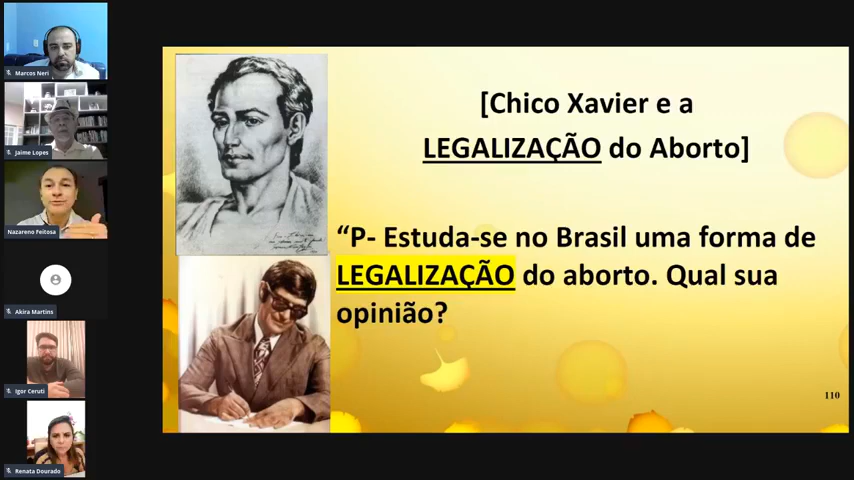 Marcos Neri
Jaime Lopes
Nazareno Feitosa
Akira Martins
Igor Ceruti
Renata Dourado
[Chico Xavier e a
LEGALIZAÇÃO do Aborto]
“P- Estuda-se no Brasil uma forma de
LEGALIZAÇÃO do aborto. Qual sua
opinião?
110